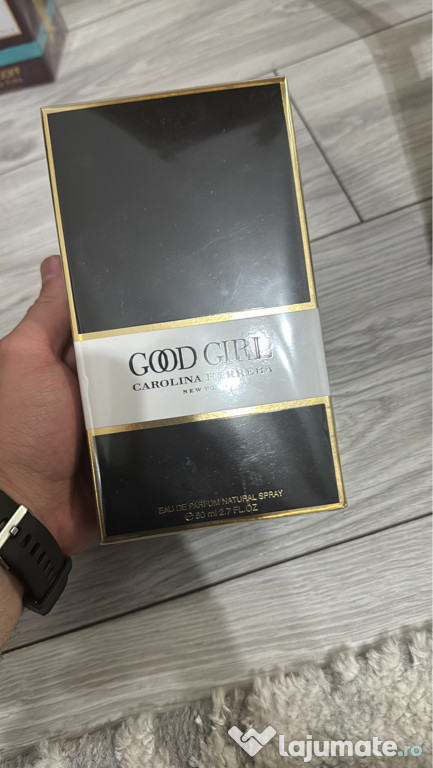 GOOD GIRL
CAROLINA HERRERA
NEW YORK
EAU DE PARFUM NATURAL SPRAY
℮ 80 ml 2.7 FL.OZ
lajumate.ro